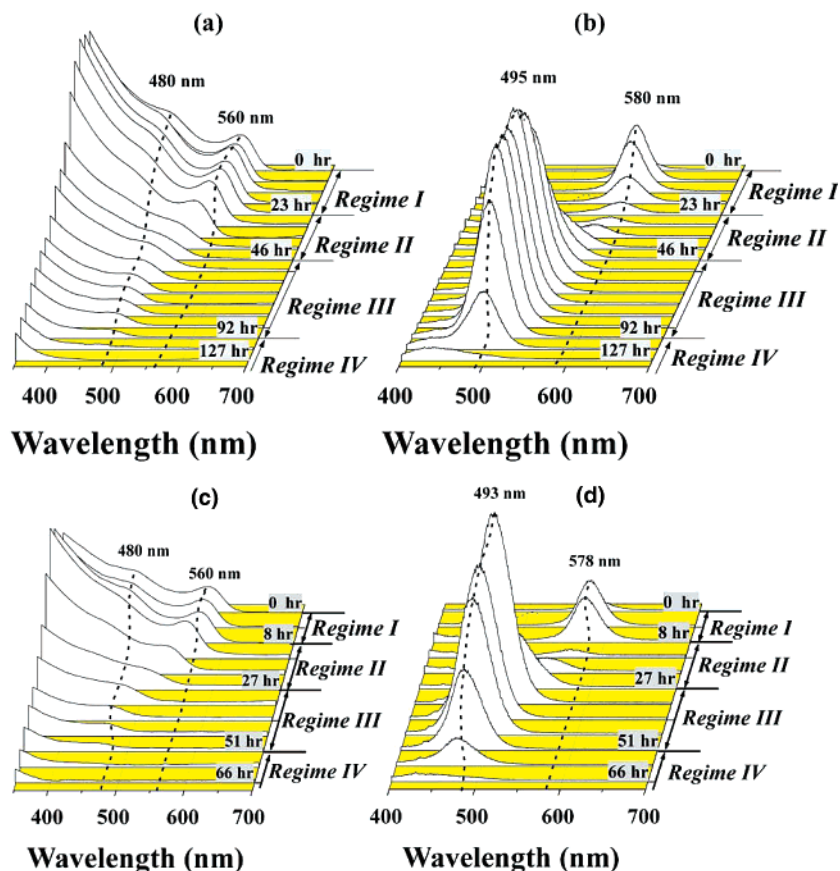 (a)
480 nm
560 nm
0 hr
23 hr
46 hr
92 hr
127 hr
Regime I
Regime II
Regime III
Regime IV
400 500 600 700
Wavelength (nm)
(b)
495 nm
580 nm
0 hr
23 hr
46 hr
92 hr
127 hr
Regime I
Regime II
Regime III
Regime IV
400 500 600 700
Wavelength (nm)
(c)
480 nm
560 nm
0 hr
8 hr
27 hr
51 hr
66 hr
Regime I
Regime II
Regime III
Regime IV
400 500 600 700
Wavelength (nm)
(d)
493 nm
578 nm
0 hr
8 hr
27 hr
51 hr
66 hr
Regime I
Regime II
Regime III
Regime IV
400 500 600 700
Wavelength (nm)